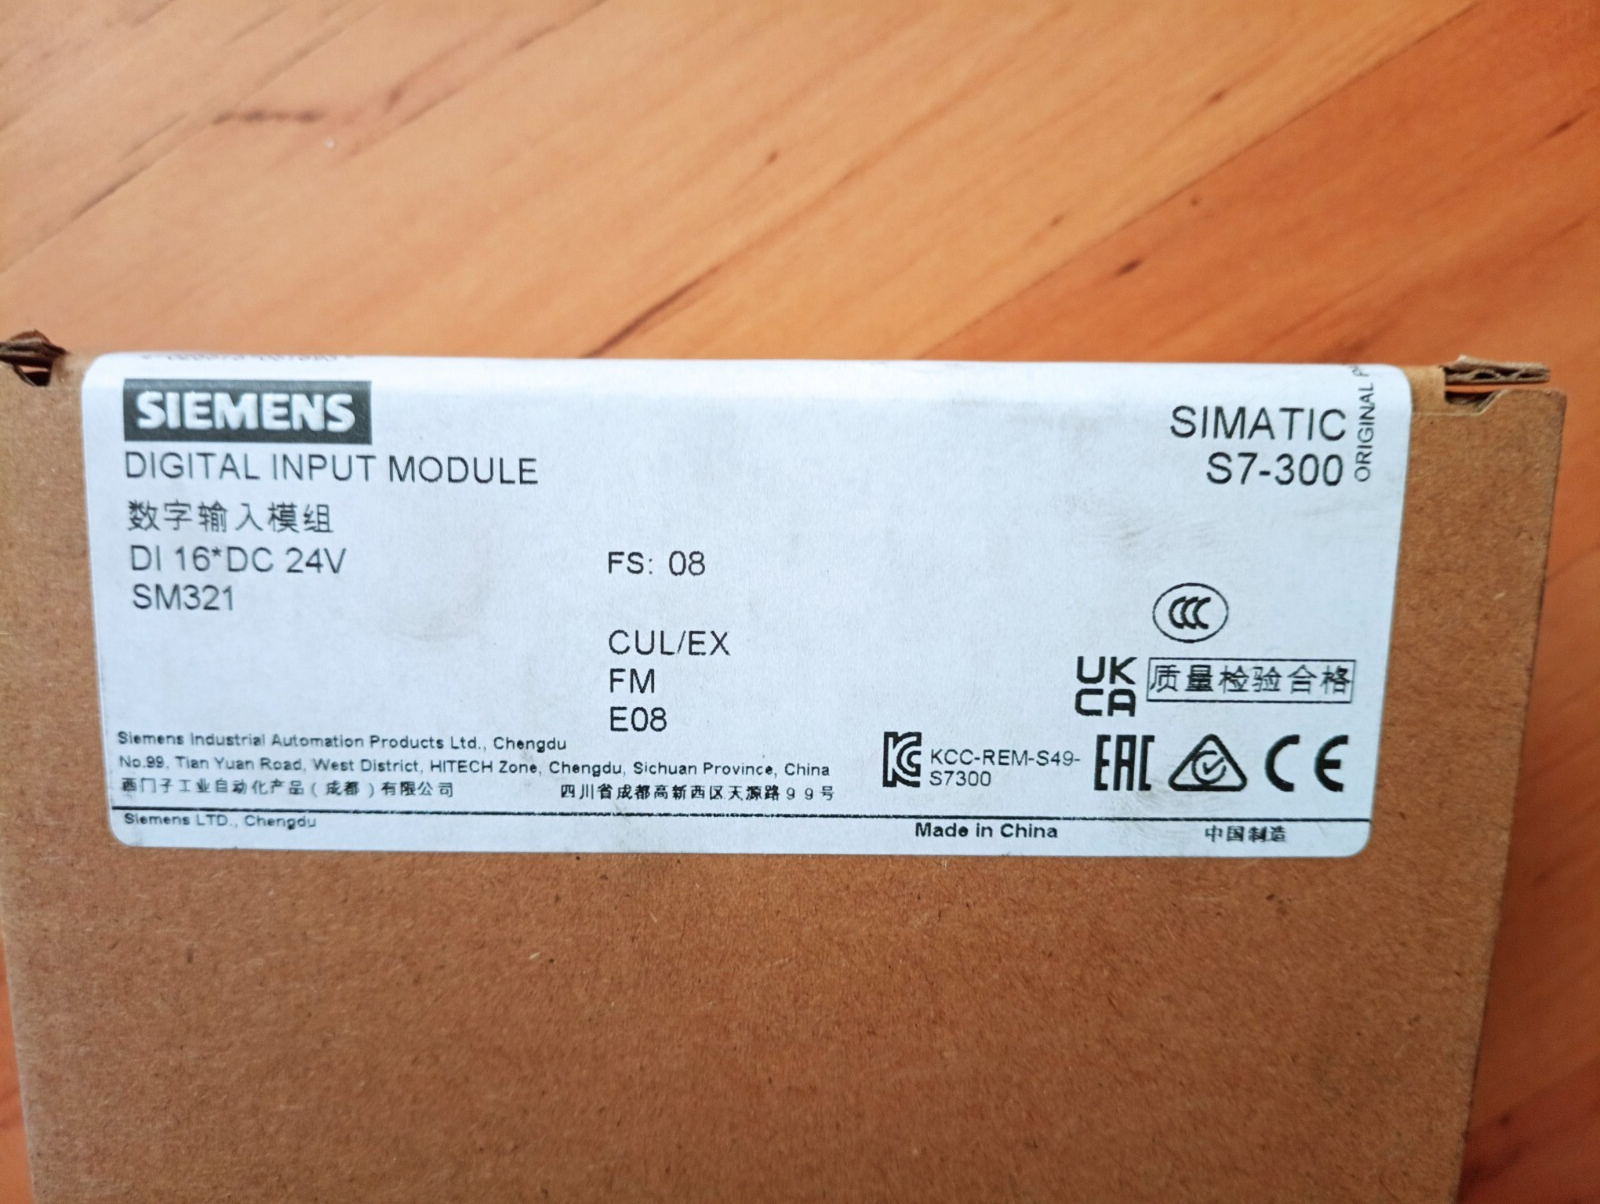 SIEMENS
DIGITAL INPUT MODULE
数字输入模组
DI 16*DC 24V
SM321
FS: 08
CUL/EX
FM
E08
SIMATIC
S7-300
ORIGINAL
CCC
UK
CA
质量检验合格
KCC-REM-S49-
S7300
EAC
CE
Siemens Industrial Automation Products Ltd., Chengdu
No.99, Tian Yuan Road, West District, HITECH Zone, Chengdu, Sichuan Province, China
西门子工业自动化产品(成都)有限公司
四川省成都高新西区天源路99号
Siemens LTD., Chengdu
Made in China
中国制造